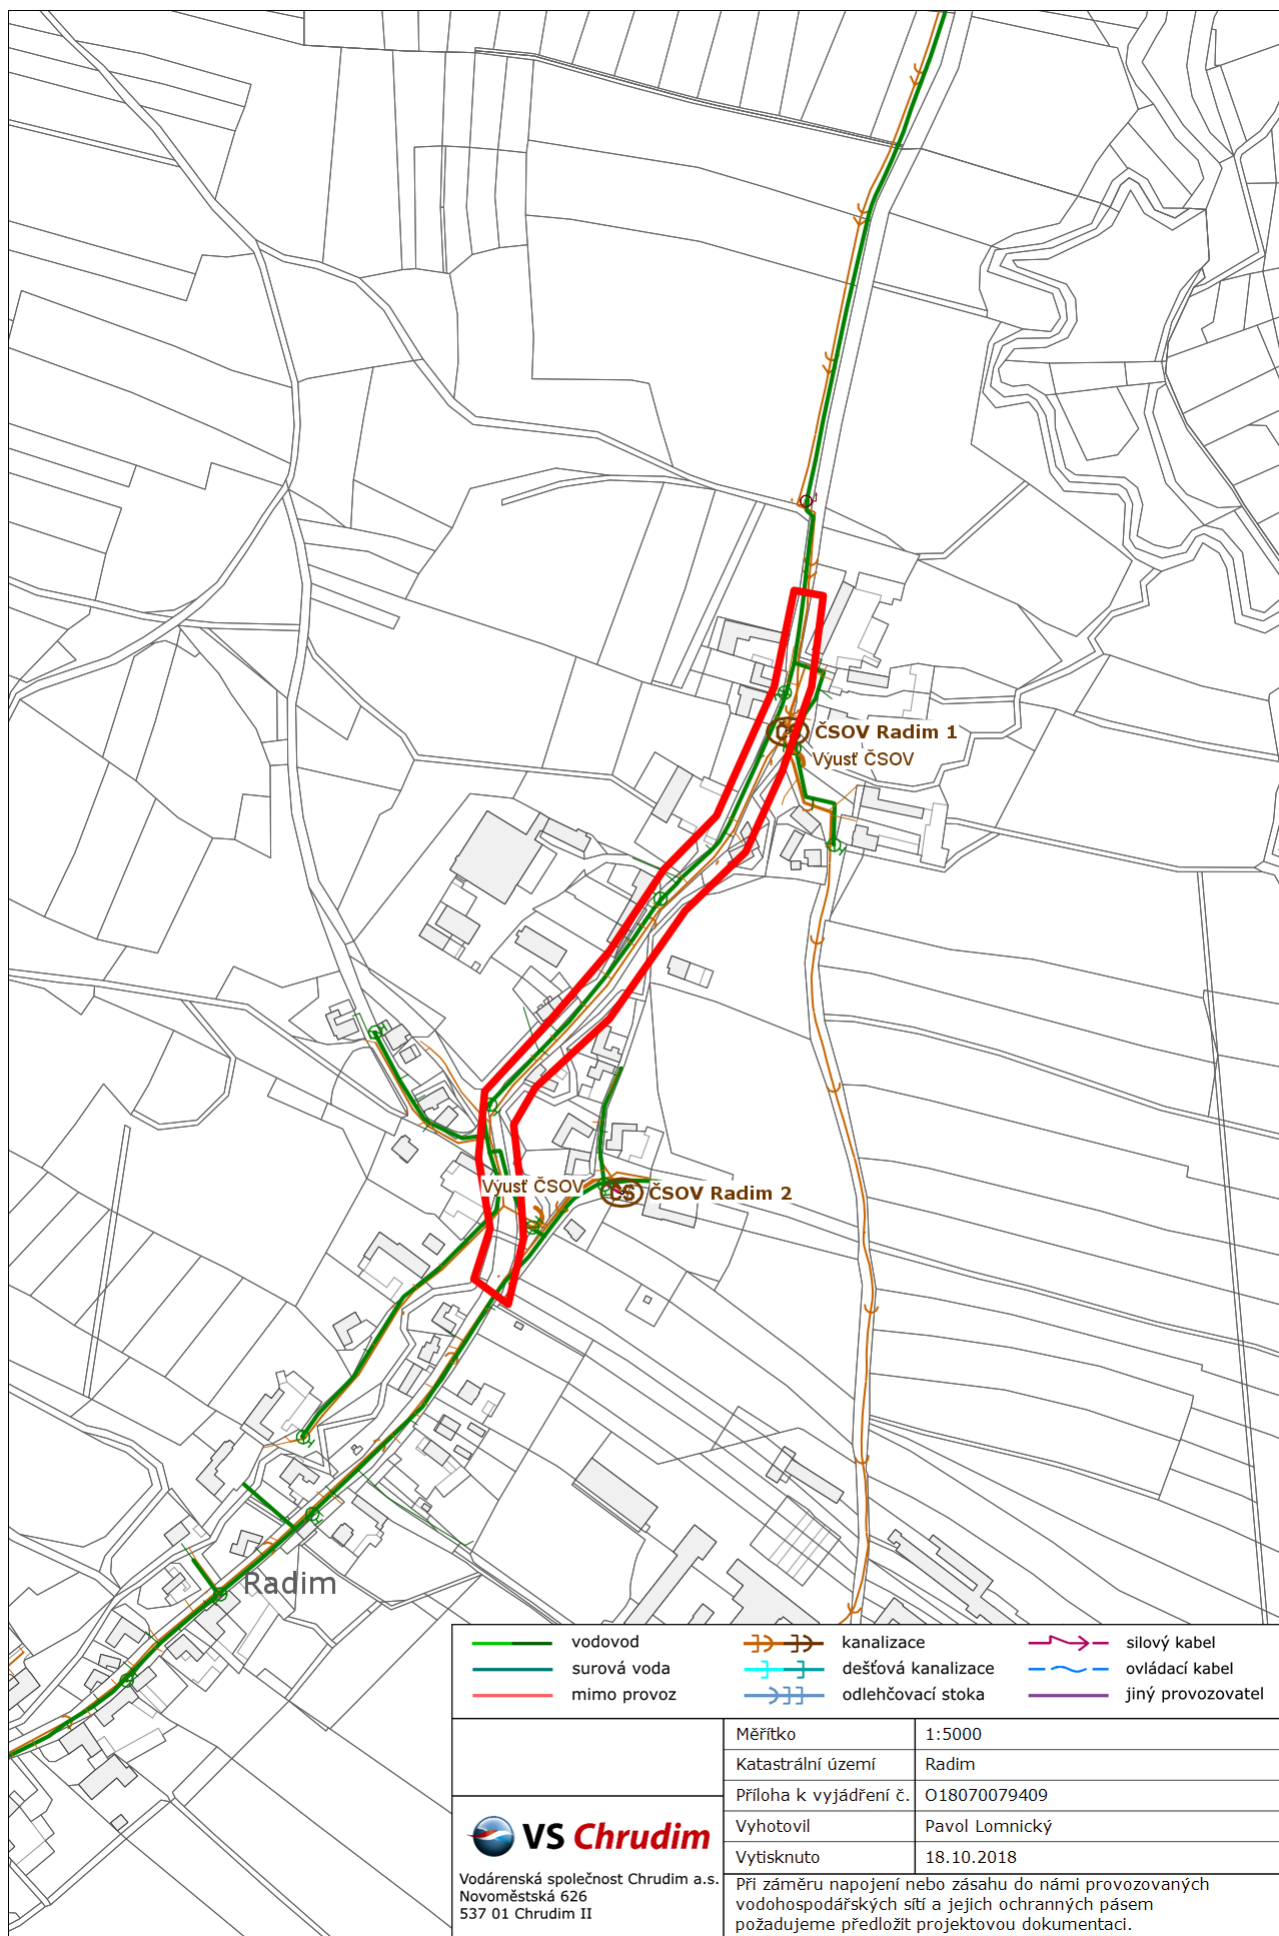 ČSOV Radim 1
Výusť ČSOV
Výusť ČSOV
ČS ČSOV Radim 2
Radim
vodovod
surová voda
mimo provoz
kanalizace
dešťová kanalizace
odlehčovací stoka
silový kabel
ovládací kabel
jiný provozovatel
Měřítko 1:5000
Katastrální území Radim
Příloha k vyjádření č. O18070079409
Vyhotovil Pavol Lomnický
Vytisknuto 18.10.2018
VS Chrudim
Vodárenská společnost Chrudim a.s.
Novoměstská 626
537 01 Chrudim II
Při záměru napojení nebo zásahu do námi provozovaných
vodohospodářských sítí a jejich ochranných pásem
požadujeme předložit projektovou dokumentaci.